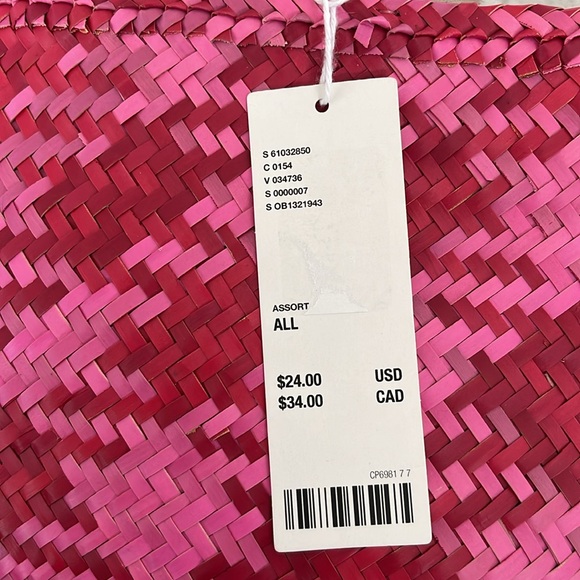 S 61032850
C 0154
V 034736
S 0000007
S OB1321943
ASSORT
ALL
$24.00 USD
$34.00 CAD
CP6981 7 7